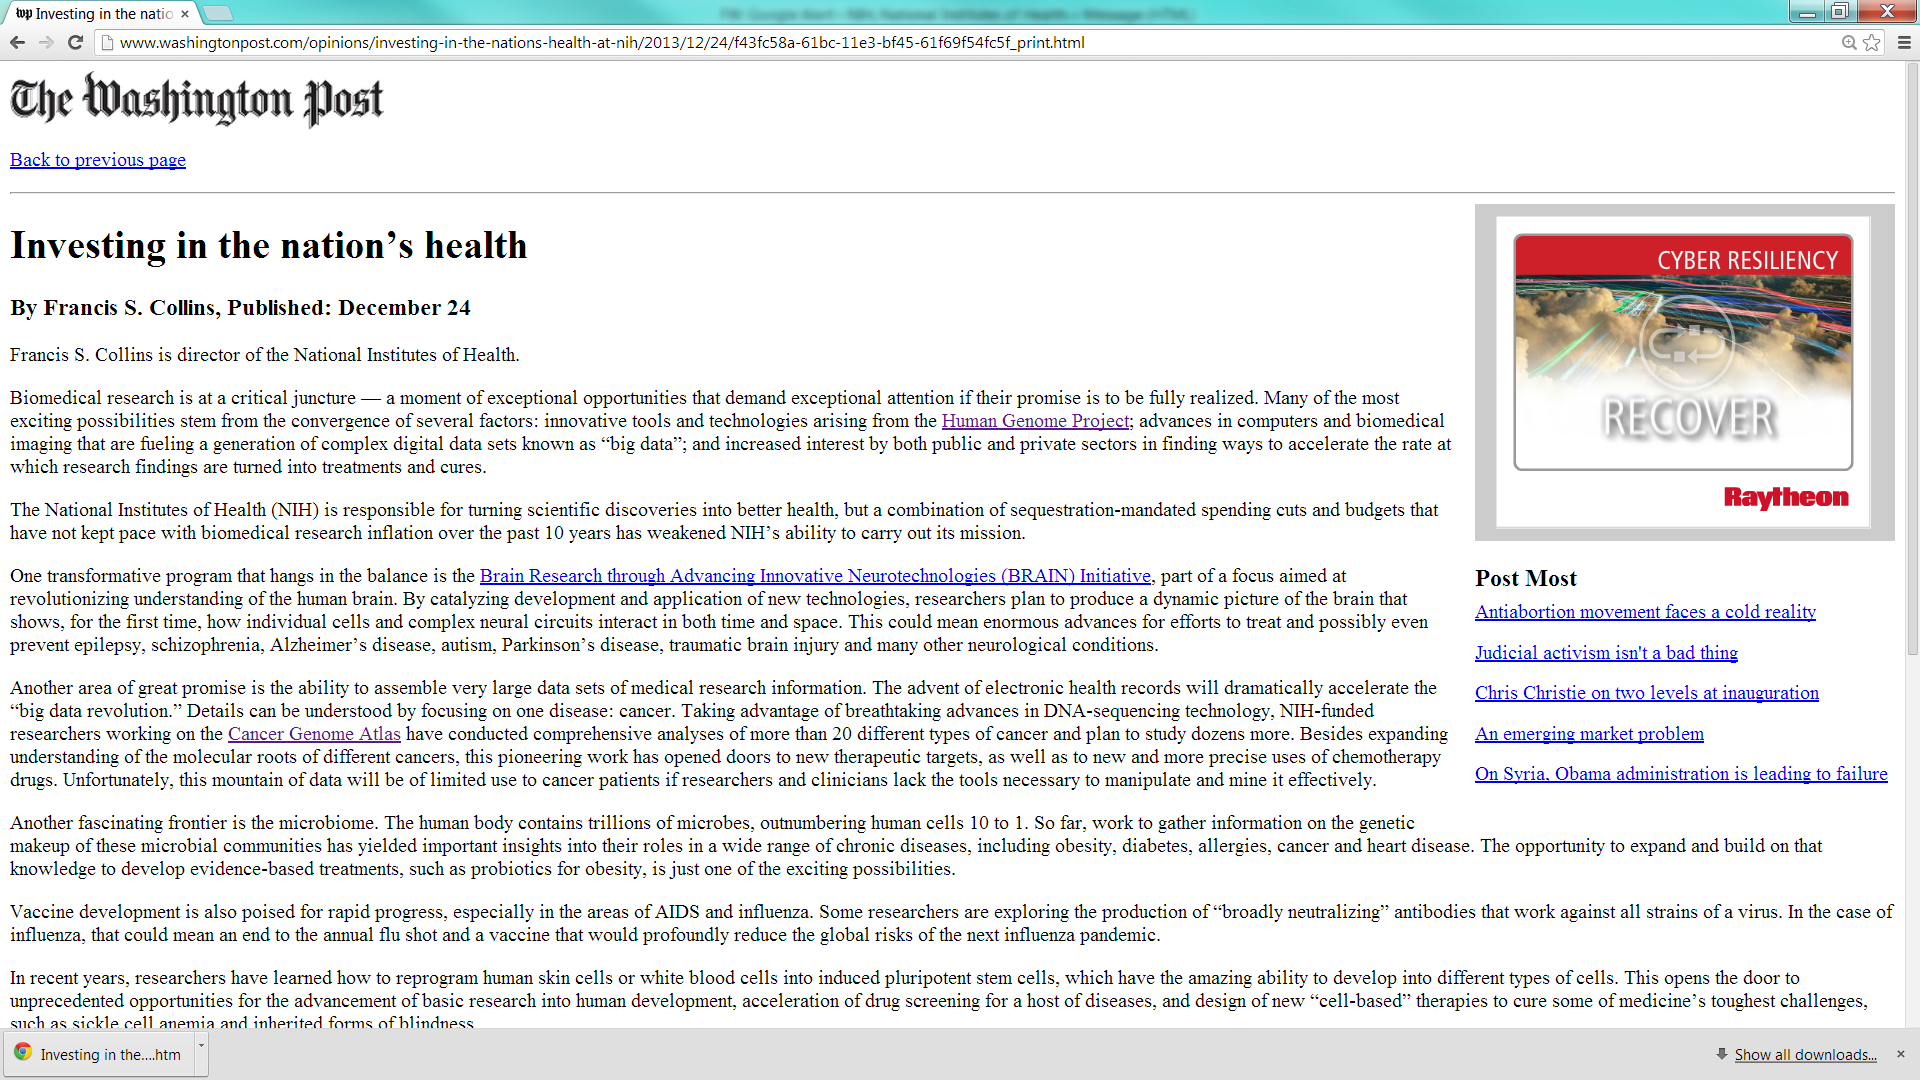 Investing in the natio
www.washingtonpost.com/opinions/investing-in-the-nations-health-at-nih/2013/12/24/f43fc58a-61bc-11e3-bf45-61f69f54fc5f_print.html
The Washington Post
Back to previous page
Investing in the nation’s health
By Francis S. Collins, Published: December 24
Francis S. Collins is director of the National Institutes of Health.
Biomedical research is at a critical juncture — a moment of exceptional opportunities that demand exceptional attention if their promise is to be fully realized. Many of the most
exciting possibilities stem from the convergence of several factors: innovative tools and technologies arising from the Human Genome Project; advances in computers and biomedical
imaging that are fueling a generation of complex digital data sets known as “big data”; and increased interest by both public and private sectors in finding ways to accelerate the rate at
which research findings are turned into treatments and cures.
The National Institutes of Health (NIH) is responsible for turning scientific discoveries into better health, but a combination of sequestration-mandated spending cuts and budgets that
have not kept pace with biomedical research inflation over the past 10 years has weakened NIH’s ability to carry out its mission.
One transformative program that hangs in the balance is the Brain Research through Advancing Innovative Neurotechnologies (BRAIN) Initiative, part of a focus aimed at
revolutionizing understanding of the human brain. By catalyzing development and application of new technologies, researchers plan to produce a dynamic picture of the brain that
shows, for the first time, how individual cells and complex neural circuits interact in both time and space. This could mean enormous advances for efforts to treat and possibly even
prevent epilepsy, schizophrenia, Alzheimer’s disease, autism, Parkinson’s disease, traumatic brain injury and many other neurological conditions.
Another area of great promise is the ability to assemble very large data sets of medical research information. The advent of electronic health records will dramatically accelerate the
“big data revolution.” Details can be understood by focusing on one disease: cancer. Taking advantage of breathtaking advances in DNA-sequencing technology, NIH-funded
researchers working on the Cancer Genome Atlas have conducted comprehensive analyses of more than 20 different types of cancer and plan to study dozens more. Besides expanding
understanding of the molecular roots of different cancers, this pioneering work has opened doors to new therapeutic targets, as well as to new and more precise uses of chemotherapy
drugs. Unfortunately, this mountain of data will be of limited use to cancer patients if researchers and clinicians lack the tools necessary to manipulate and mine it effectively.
Another fascinating frontier is the microbiome. The human body contains trillions of microbes, outnumbering human cells 10 to 1. So far, work to gather information on the genetic
makeup of these microbial communities has yielded important insights into their roles in a wide range of chronic diseases, including obesity, diabetes, allergies, cancer and heart disease. The opportunity to expand and build on that
knowledge to develop evidence-based treatments, such as probiotics for obesity, is just one of the exciting possibilities.
Vaccine development is also poised for rapid progress, especially in the areas of AIDS and influenza. Some researchers are exploring the production of “broadly neutralizing” antibodies that work against all strains of a virus. In the case of
influenza, that could mean an end to the annual flu shot and a vaccine that would profoundly reduce the global risks of the next influenza pandemic.
In recent years, researchers have learned how to reprogram human skin cells or white blood cells into induced pluripotent stem cells, which have the amazing ability to develop into different types of cells. This opens the door to
unprecedented opportunities for the advancement of basic research into human development, acceleration of drug screening for a host of diseases, and design of new “cell-based” therapies to cure some of medicine’s toughest challenges,
such as sickle cell anemia and inherited forms of blindness.
CYBER RESILIENCY
RECOVER
Raytheon
Post Most
Antiabortion movement faces a cold reality
Judicial activism isn't a bad thing
Chris Christie on two levels at inauguration
An emerging market problem
On Syria, Obama administration is leading to failure
Investing in the....htm
Show all downloads...